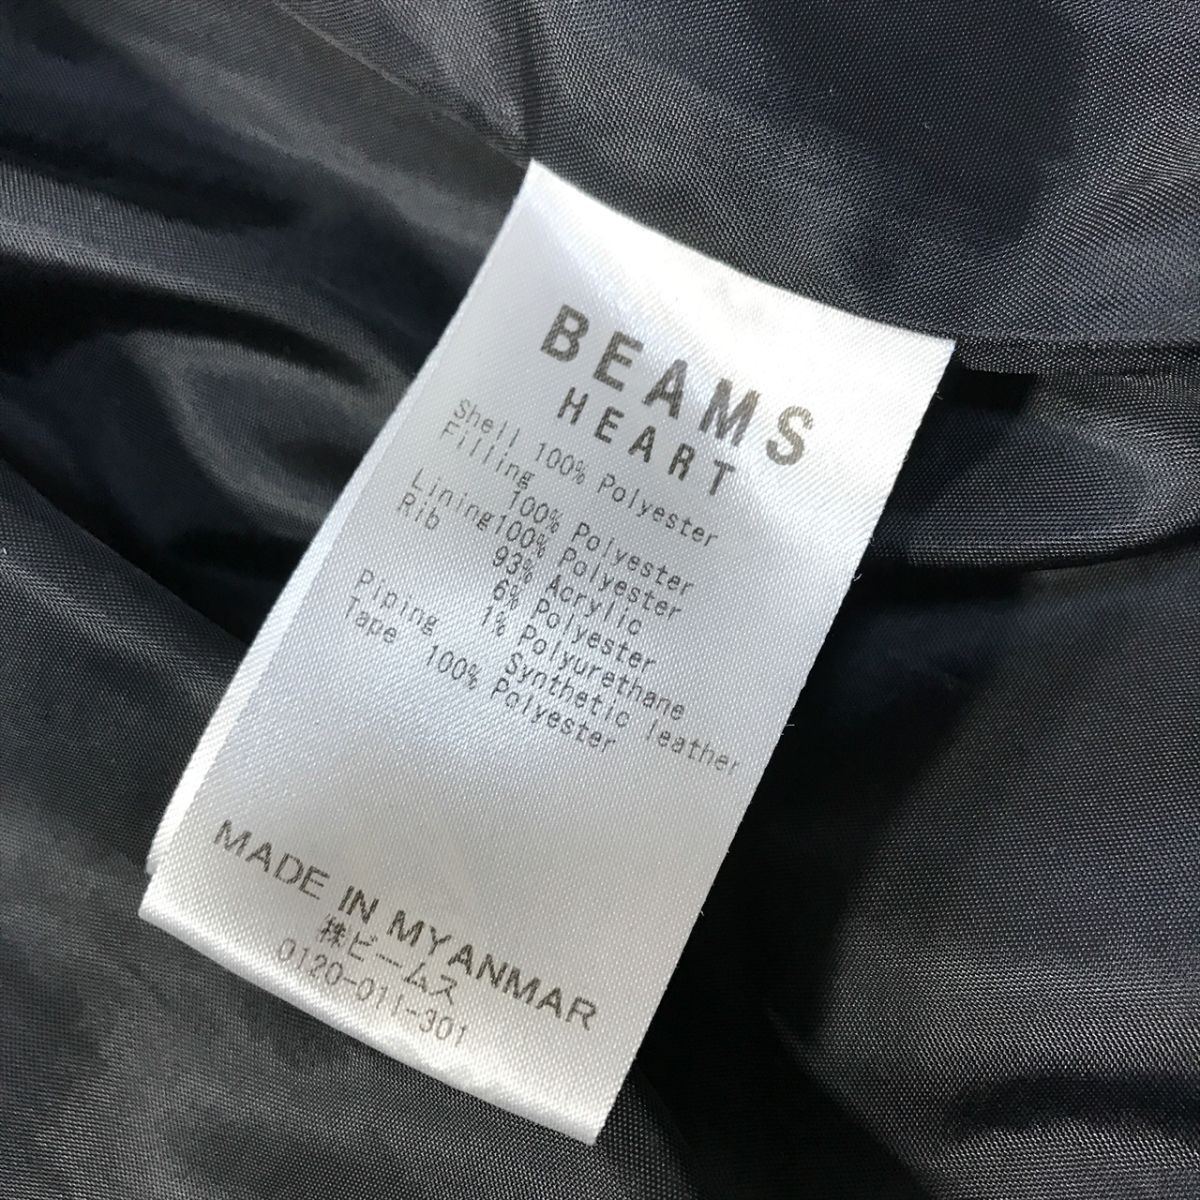 BEAMS
HEART
Shell 100% Polyester
Filling
100% Polyester
Lining100% Polyester
Rib 93% Acrylic
6% Polyester
1% Polyurethane
Piping Synthetic leather
Tape 100% Polyester
MADE IN MYANMAR
㈱ビームス
0120-011-301